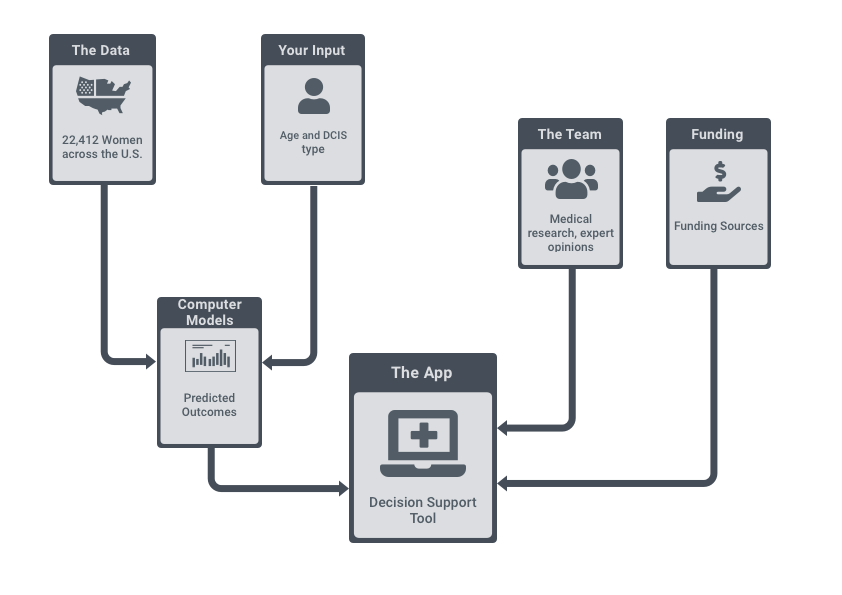 The Data
22,412 Women
across the U.S.
Your Input
Age and DCIS
type
The Team
Medical
research, expert
opinions
Funding
$
Funding Sources
Computer
Models
Predicted
Outcomes
The App
Decision Support
Tool